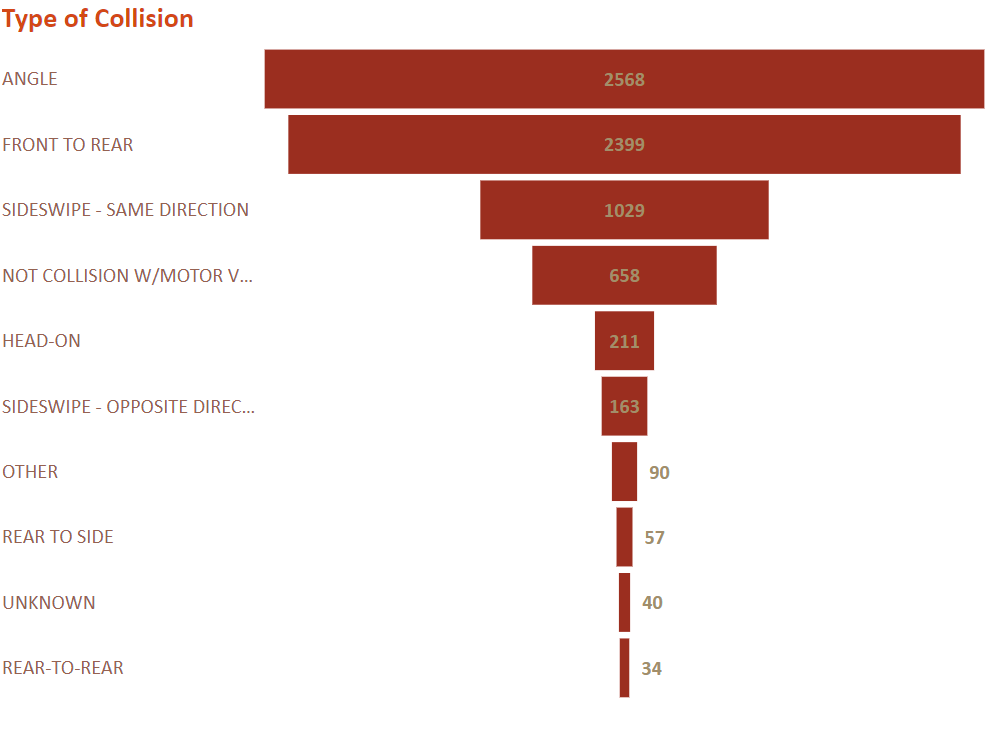 Type of Collision
ANGLE 2568
FRONT TO REAR 2399
SIDESWIPE - SAME DIRECTION 1029
NOT COLLISION W/MOTOR V... 658
HEAD-ON 211
SIDESWIPE - OPPOSITE DIREC... 163
OTHER 90
REAR TO SIDE 57
UNKNOWN 40
REAR-TO-REAR 34